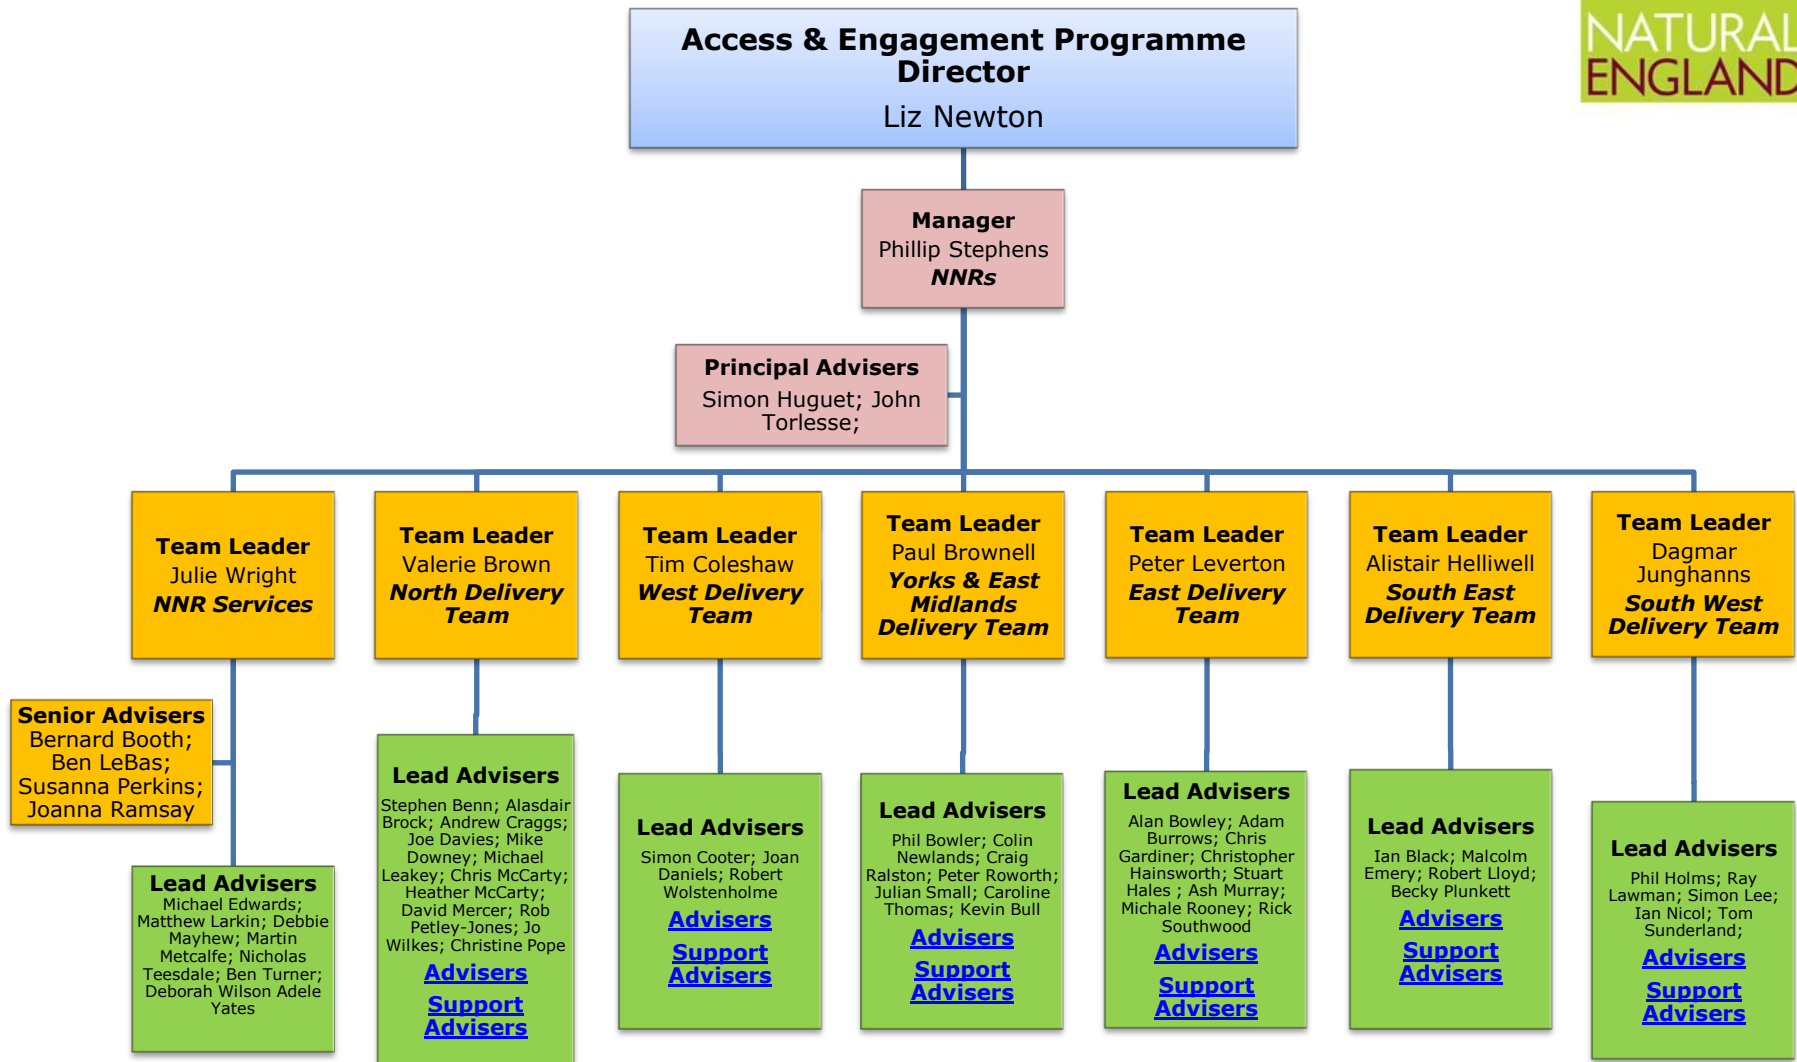 Access & Engagement Programme
Director
Liz Newton
NATURAL
ENGLAND
Manager
Phillip Stephens
NNRs
Principal Advisers
Simon Huguet; John
Torlesse;
Team Leader
Julie Wright
NNR Services
Team Leader
Valerie Brown
North Delivery
Team
Team Leader
Tim Coleshaw
West Delivery
Team
Team Leader
Paul Brownell
Yorks & East
Midlands
Delivery Team
Team Leader
Peter Leverton
East Delivery
Team
Team Leader
Alistair Helliwell
South East
Delivery Team
Team Leader
Dagmar
Junghanns
South West
Delivery Team
Senior Advisers
Bernard Booth;
Ben LeBas;
Susanna Perkins;
Joanna Ramsay
Lead Advisers
Michael Edwards;
Matthew Larkin; Debbie
Mayhew; Martin
Metcalfe; Nicholas
Teesdale; Ben Turner;
Deborah Wilson Adele
Yates
Lead Advisers
Stephen Benn; Alasdair
Brock; Andrew Craggs;
Joe Davies; Mike
Downey; Michael
Leakey; Chris McCarty;
Heather McCarty;
David Mercer; Rob
Petley-Jones; Jo
Wilkes; Christine Pope
Advisers
Support
Advisers
Lead Advisers
Simon Cooter; Joan
Daniels; Robert
Wolstenholme
Advisers
Support
Advisers
Lead Advisers
Phil Bowler; Colin
Newlands; Craig
Ralston; Peter Roworth;
Julian Small; Caroline
Thomas; Kevin Bull
Advisers
Support
Advisers
Lead Advisers
Alan Bowley; Adam
Burrows; Chris
Gardiner; Christopher
Hainsworth; Stuart
Hales ; Ash Murray;
Michale Rooney; Rick
Southwood
Advisers
Support
Advisers
Lead Advisers
Ian Black; Malcolm
Emery; Robert Lloyd;
Becky Plunkett
Advisers
Support
Advisers
Lead Advisers
Phil Holms; Ray
Lawman; Simon Lee;
Ian Nicol; Tom
Sunderland;
Advisers
Support
Advisers